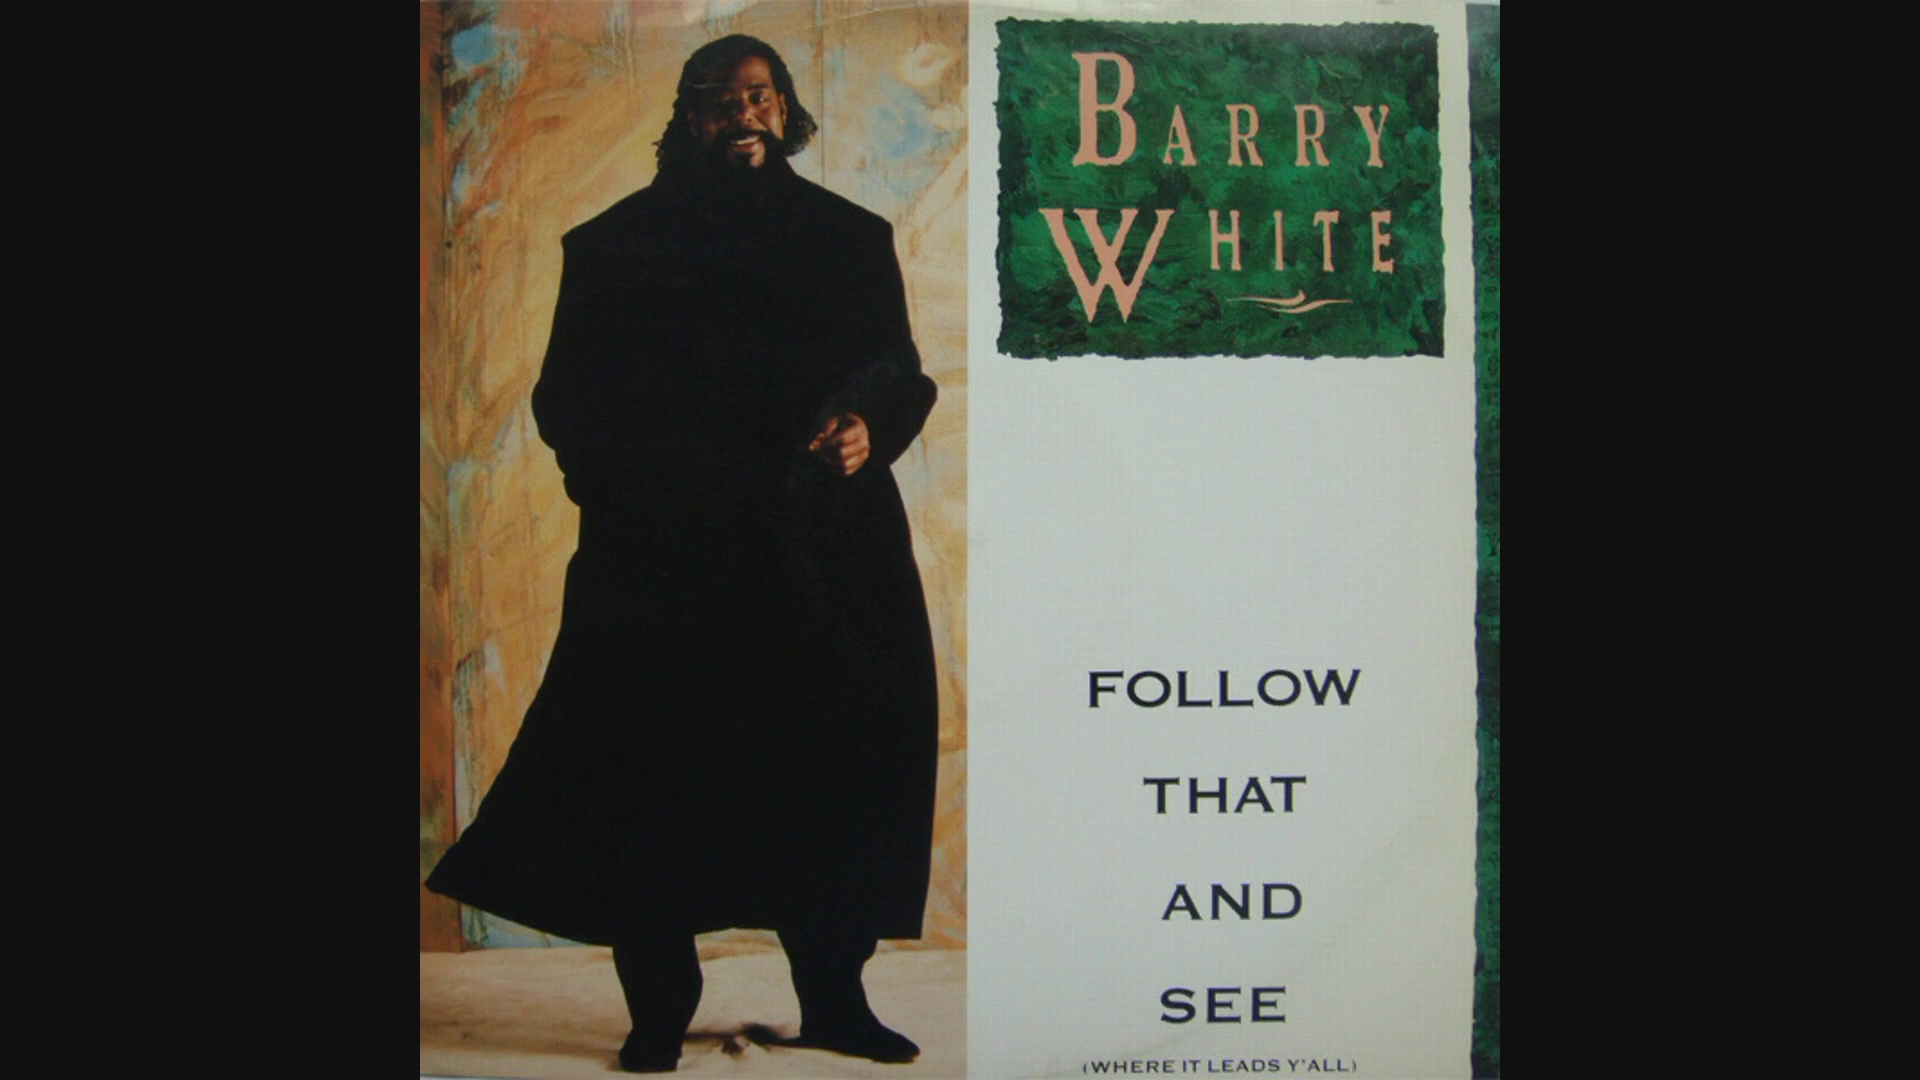 BARRY
WHITE
FOLLOW
THAT
AND
SEE
(WHERE IT LEADS Y'ALL)